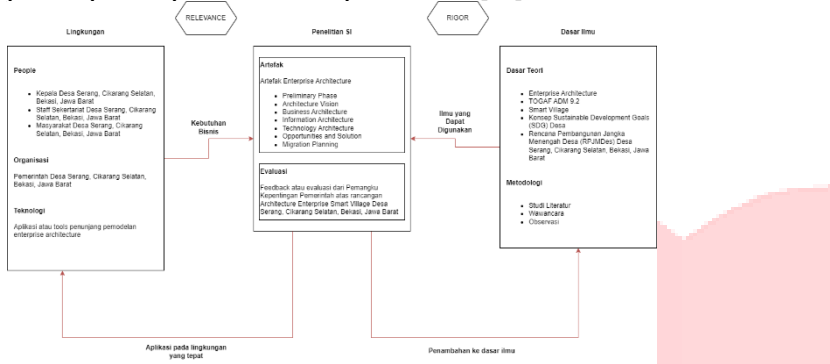 RELEVANCE
RIGOR
Lingkungan
Penelitian SI
Dasar Ilmu
People
• Kepala Desa Serang, Cikarang Selatan,
Bekasi, Jawa Barat
• Staff Sekertariat Desa Serang, Cikarang
Selatan, Bekasi, Jawa Barat
• Masyarakat Desa Serang, Cikarang
Selatan, Bekasi, Jawa Barat
Organisasi
Pemerintah Desa Serang, Cikarang Selatan,
Bekasi, Jawa Barat
Teknologi
Aplikasi atau tools penunjang pemodelan
enterprise architecture
Kebutuhan
Bisnis
Artefak
Artefak Enterprise Architecture
• Preliminary Phase
• Architecture Vision
• Business Architecture
• Information Architecture
• Technology Architecture
• Opportunities and Solution
• Migration Planning
Evaluasi
Feedback atau evaluasi dari Pemangku
Kepentingan Pemerintah atas rancangan
Architecture Enterprise Smart Village Desa
Serang, Cikarang Selatan, Bekasi, Jawa Barat
Ilmu yang
Dapat
Digunakan
Dasar Teori
• Enterprise Architecture
• TOGAF ADM 9.2
• Smart Village
• Konsep Sustainable Development Goals
(SDG) Desa
• Rencana Pembangunan Jangka
Menengah Desa (RPJMDes) Desa
Serang, Cikarang Selatan, Bekasi, Jawa
Barat
Metodologi
• Studi Literatur
• Wawancara
• Observasi
Aplikasi pada lingkungan
yang tepat
Penambahan ke dasar ilmu